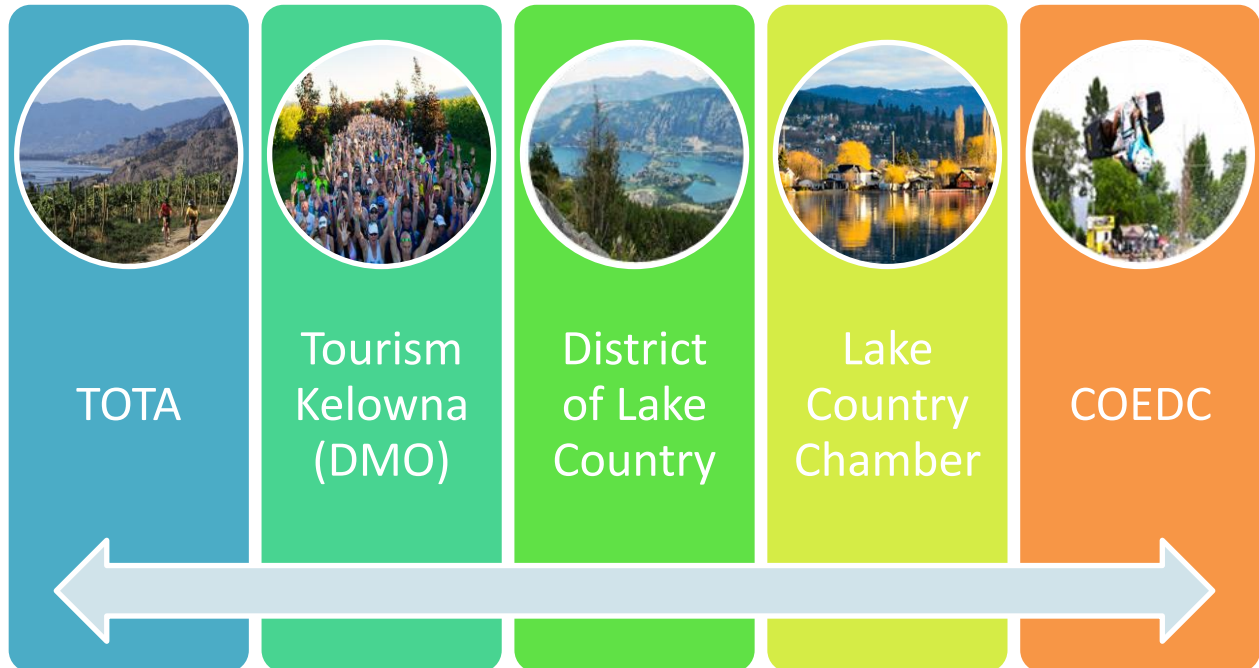 TOTA
Tourism
Kelowna
(DMO)
District
of Lake
Country
Lake
Country
Chamber
COEDC